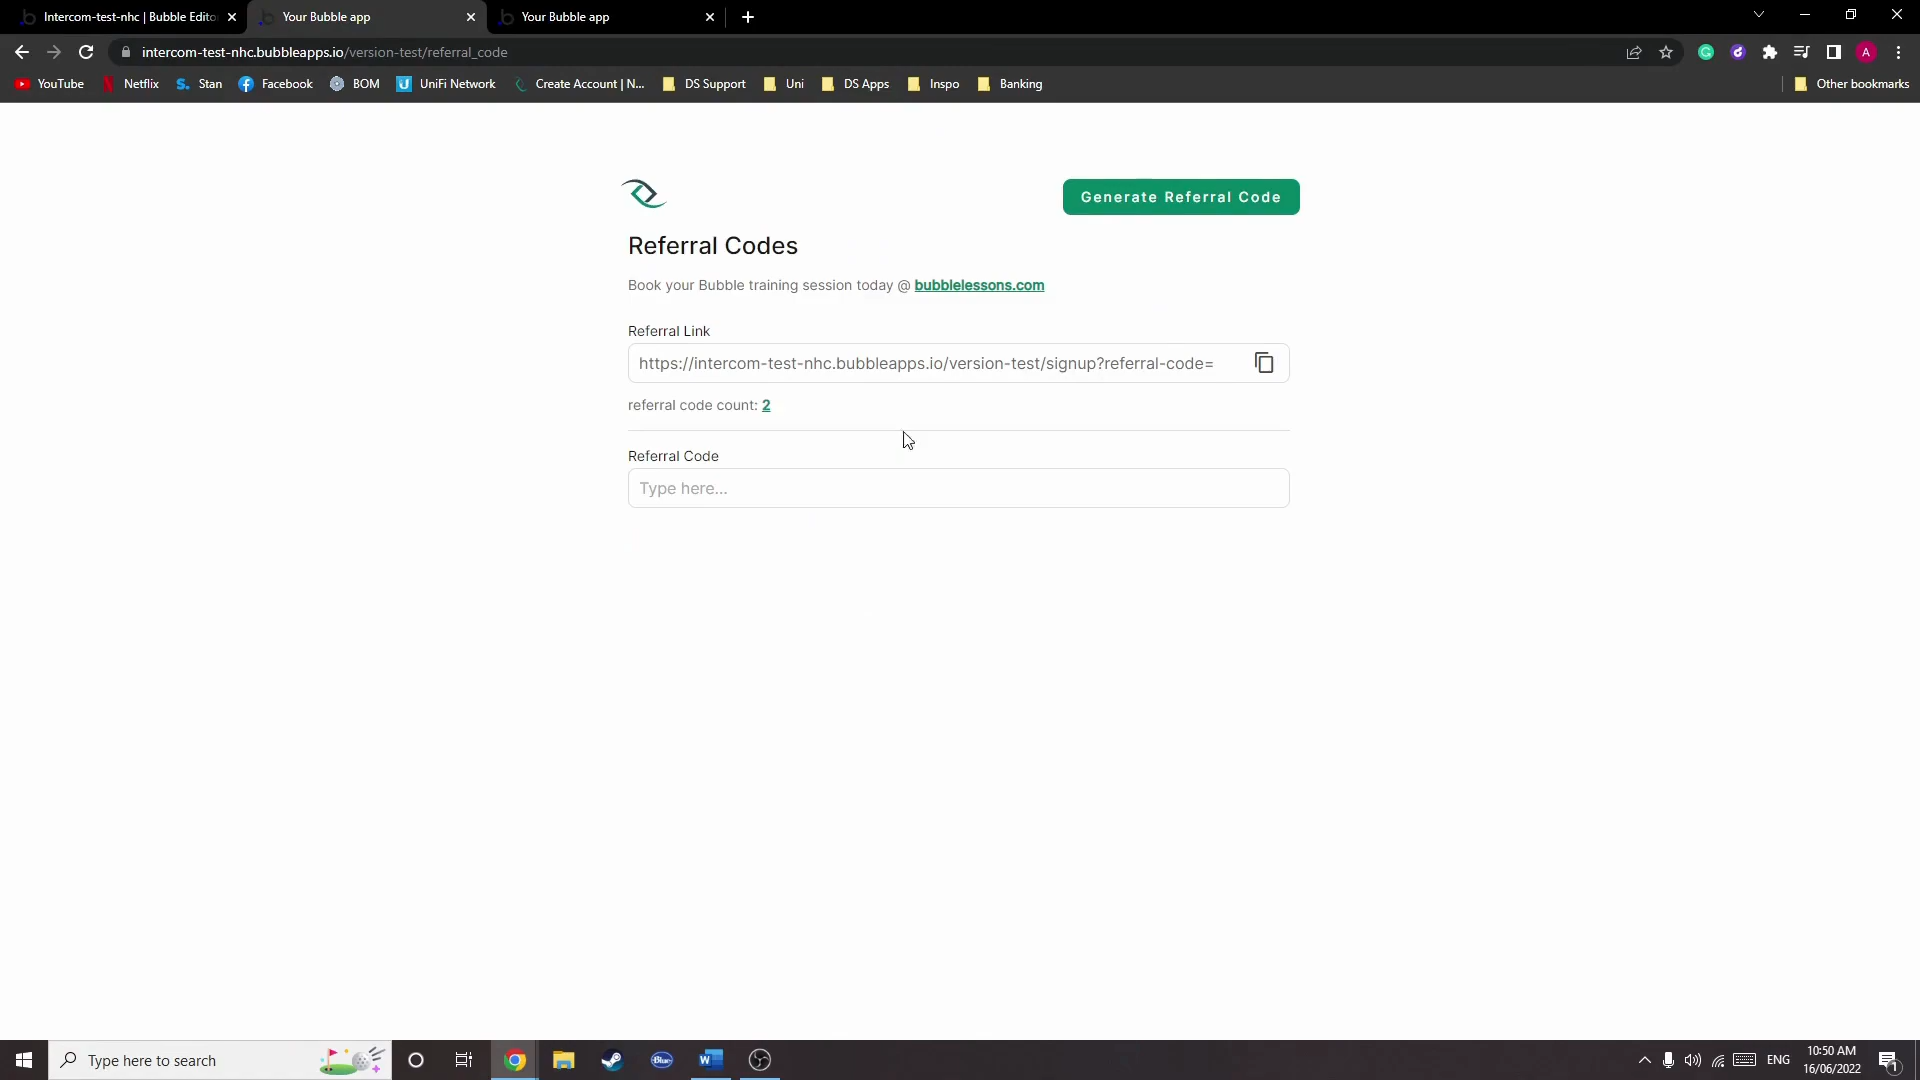 Intercom-test-nhc | Bubble Edito
Your Bubble app
Your Bubble app
intercom-test-nhc.bubbleapps.io/version-test/referral_code
A
YouTube
Netflix
S. Stan
Facebook
BOM
U UniFi Network
Create Account | N...
DS Support
Uni
DS Apps
Inspo
Banking
Other bookmarks
Generate Referral Code
Referral Codes
Book your Bubble training session today @ bubblelessons.com
Referral Link
https://intercom-test-nhc.bubbleapps.io/version-test/signup?referral-code=
referral code count: 2
Referral Code
Type here...
Type here to search
Blue
W
ENG
10:50 AM
16/06/2022
1